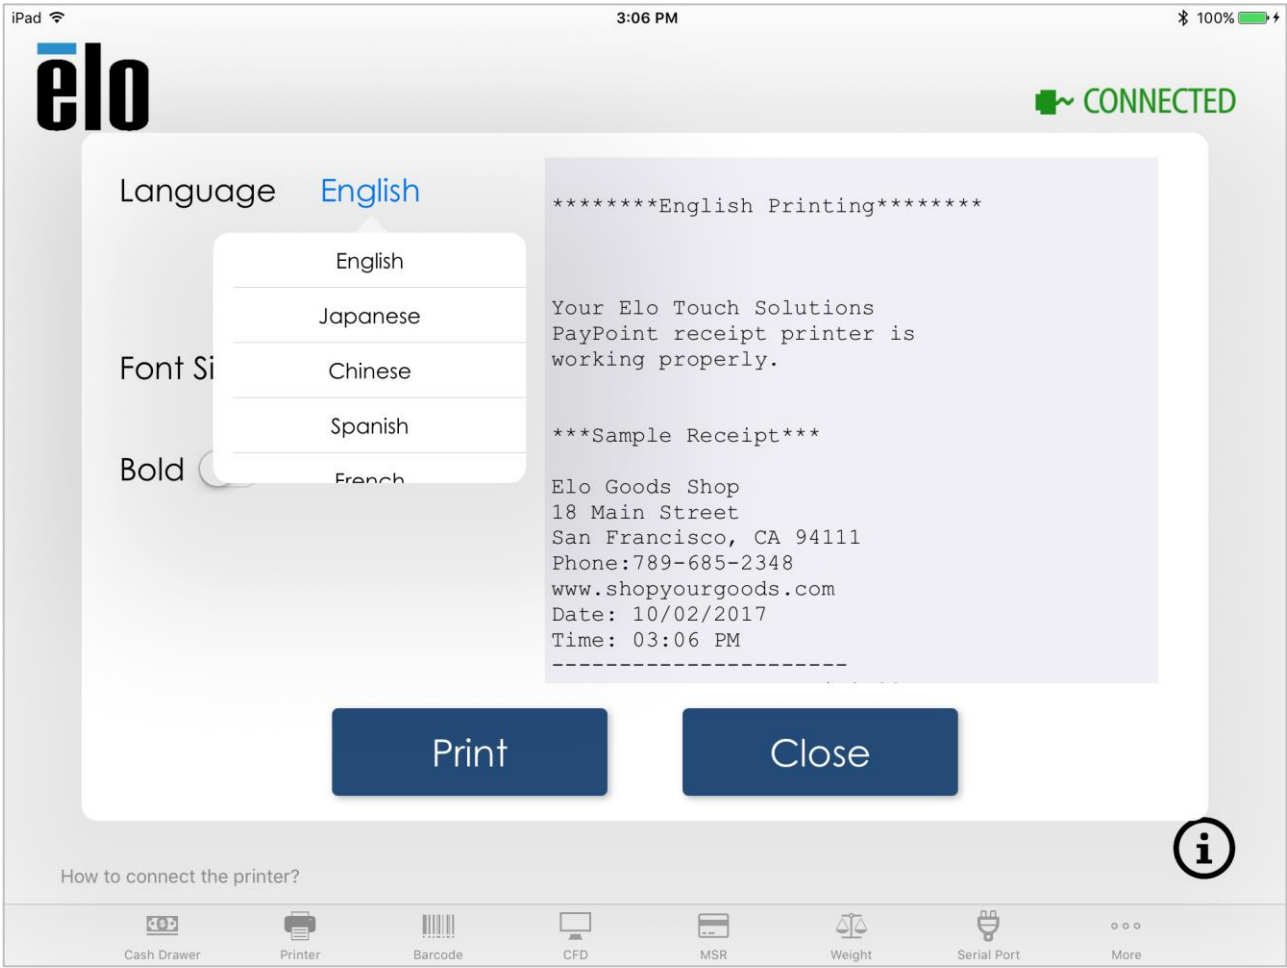 iPad 3:06 PM 100%
ēlo
CONNECTED
Language English
English
Japanese
Chinese
Spanish
French
Font Si
Bold
********English Printing********
Your Elo Touch Solutions
PayPoint receipt printer is
working properly.
***Sample Receipt***
Elo Goods Shop
18 Main Street
San Francisco, CA 94111
Phone:789-685-2348
www.shopyourgoods.com
Date: 10/02/2017
Time: 03:06 PM
----------------------
Print Close
i
How to connect the printer?
Cash Drawer Printer Barcode CFD MSR Weight Serial Port More